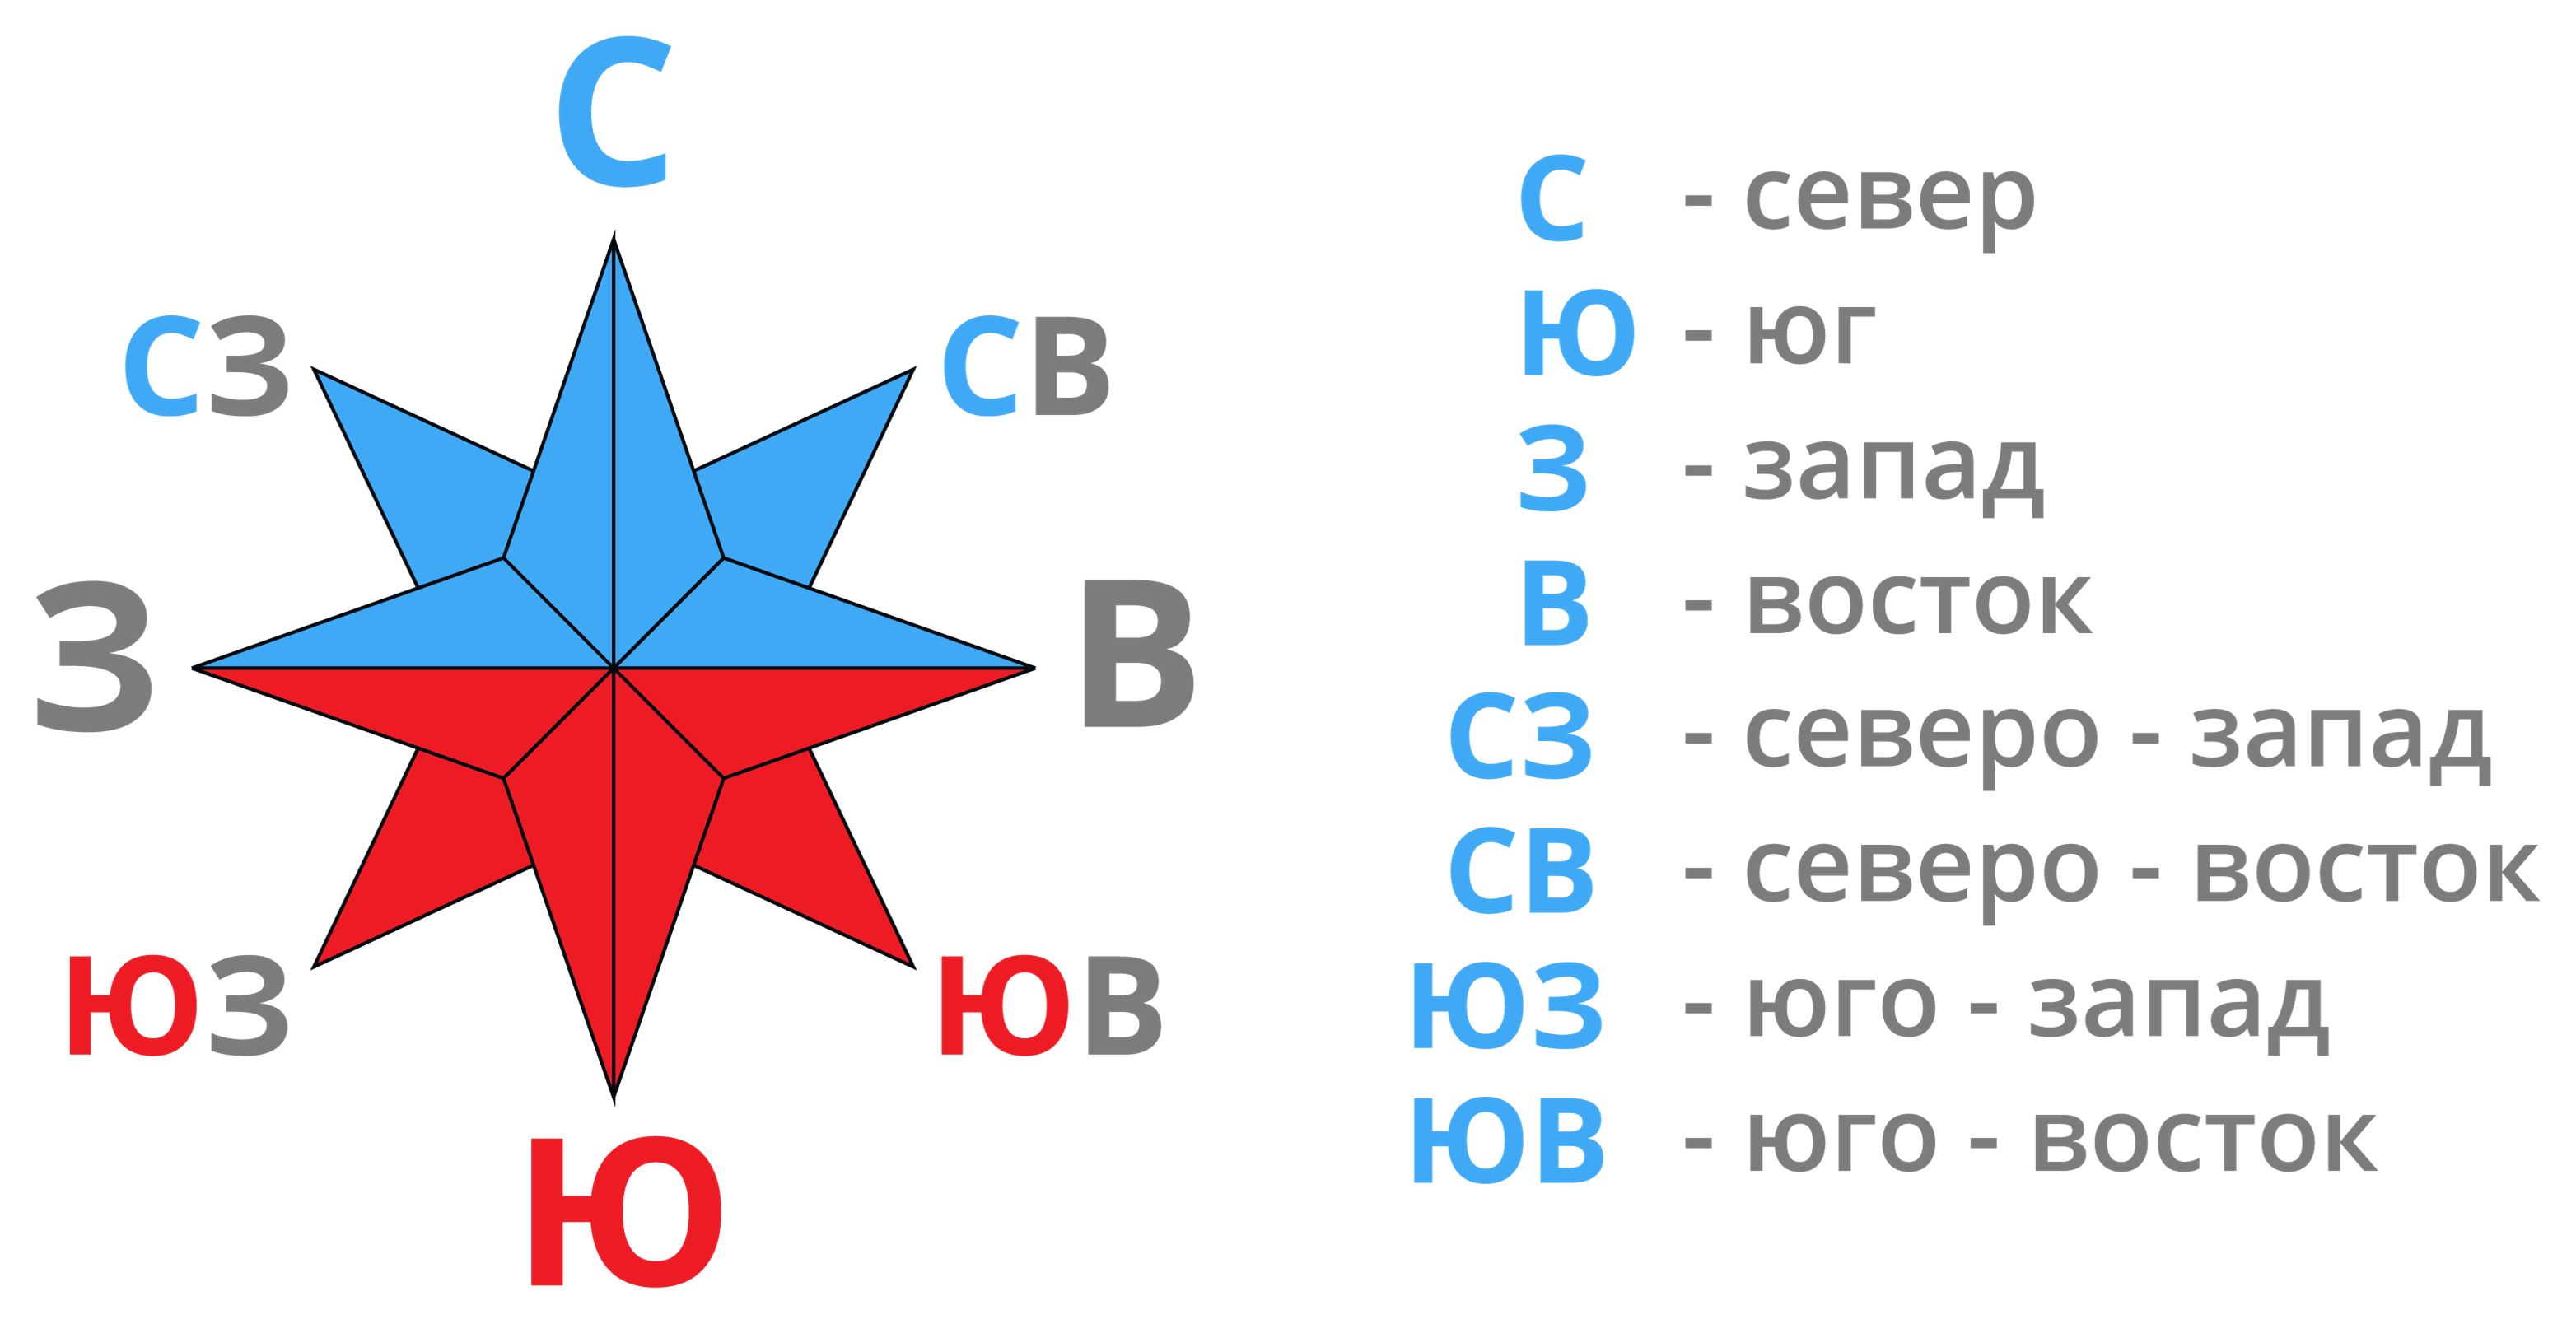 С
СЗ СВ
З В
ЮЗ ЮВ
Ю
С - север
Ю - юг
З - запад
В - восток
СЗ - северо - запад
СВ - северо - восток
ЮЗ - юго - запад
ЮВ - юго - восток